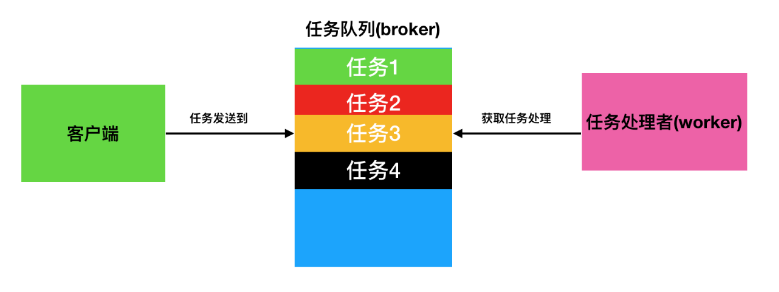 任务队列(broker)
任务1
任务2
任务3
任务4
客户端
任务发送到
获取任务处理
任务处理者(worker)